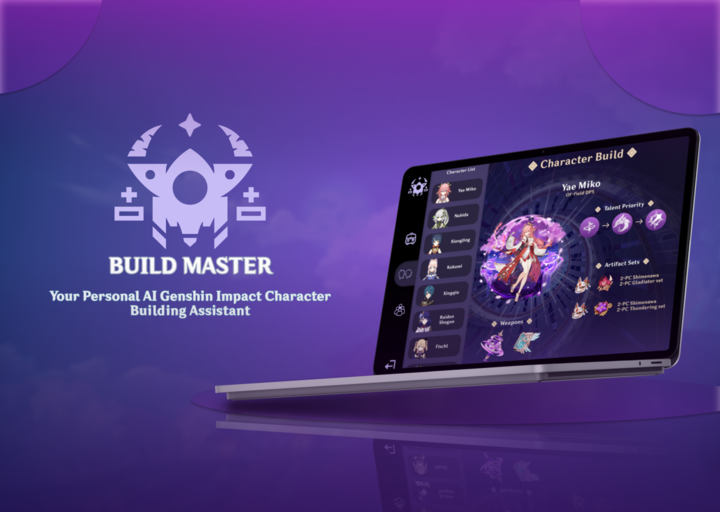 BUILD MASTER
Your Personal AI Genshin Impact Character
Building Assistant
Character List
Yae Miko
Nahida
Xiangling
Kokomi
Xingqiu
Raiden
Shogun
Fischl
Character Build
Yae Miko
Off-Field DPS
Talent Priority
Artifact Sets
2-PC Shimenawa
2-PC Gladiator set
2-PC Shimenawa
2-PC Thundering set
Weapons